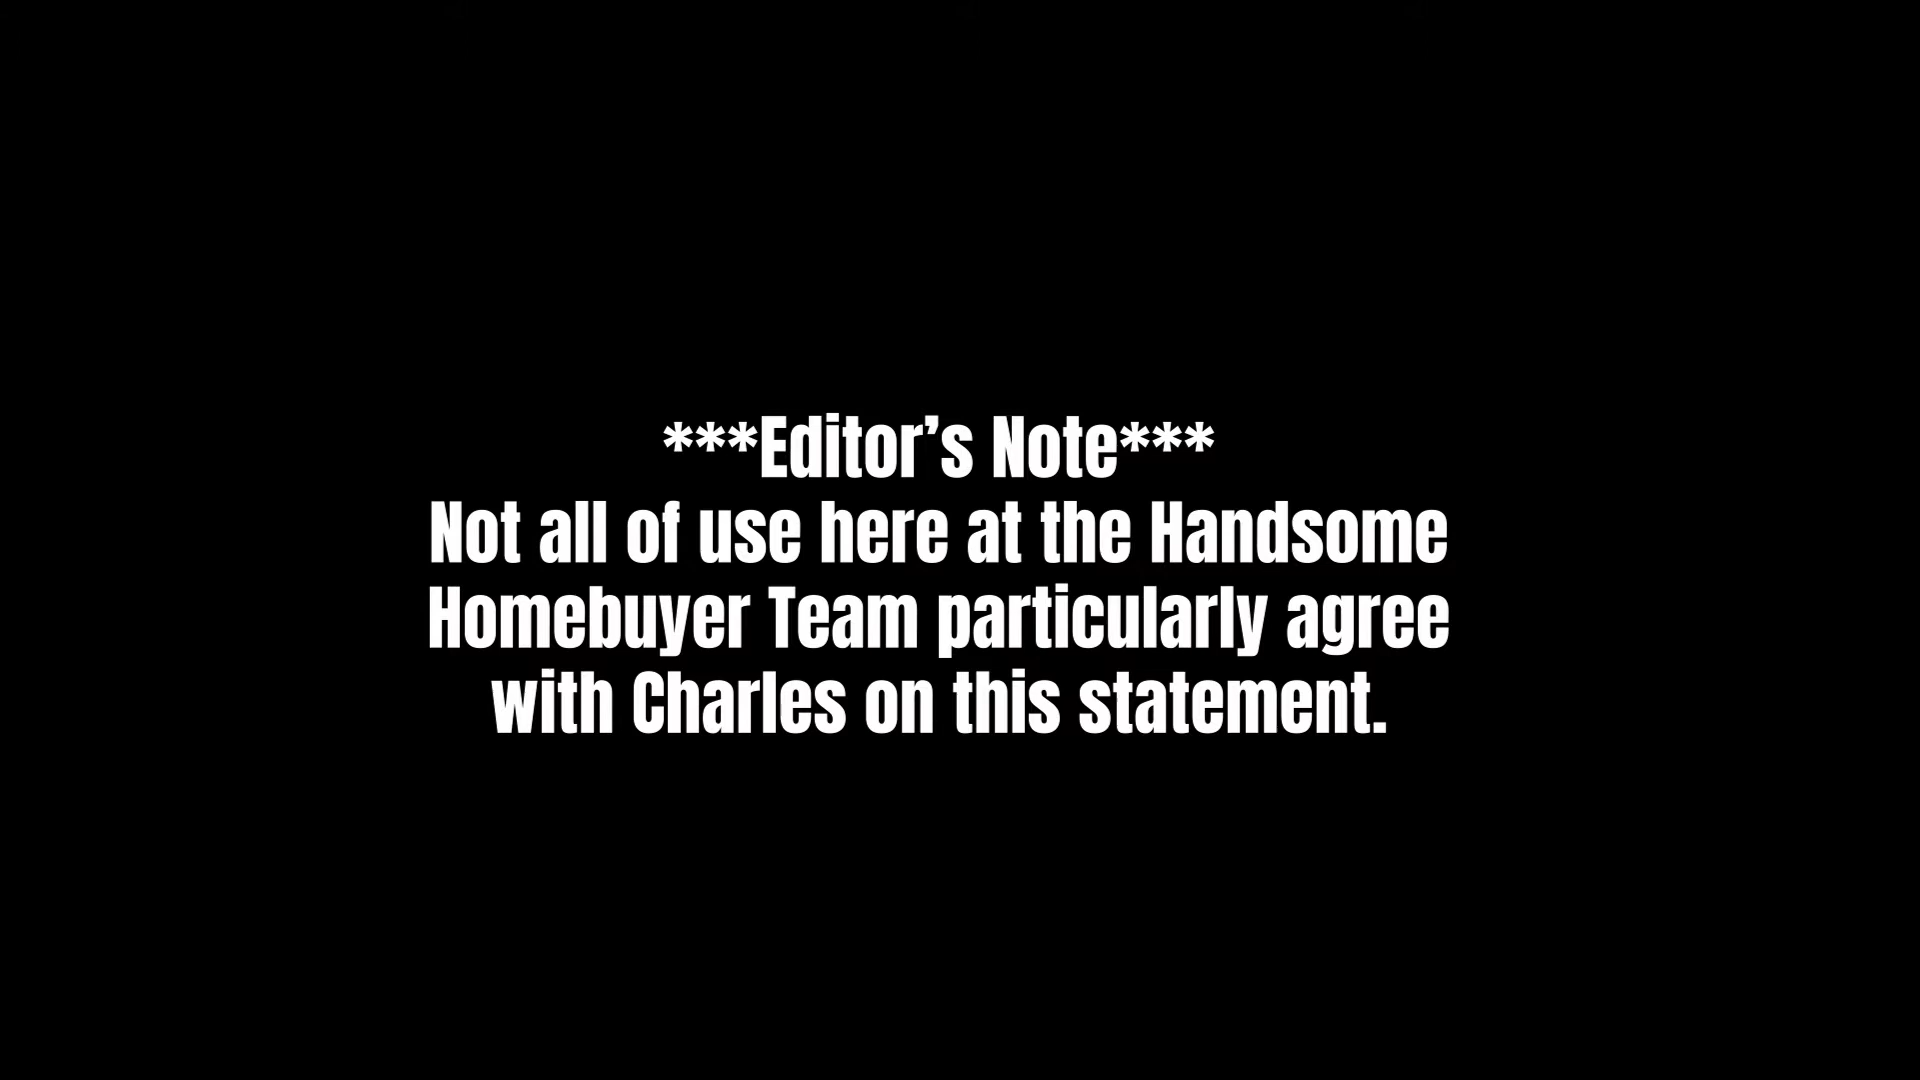 ***Editor’s Note***
Not all of use here at the Handsome
Homebuyer Team particularly agree
with Charles on this statement.